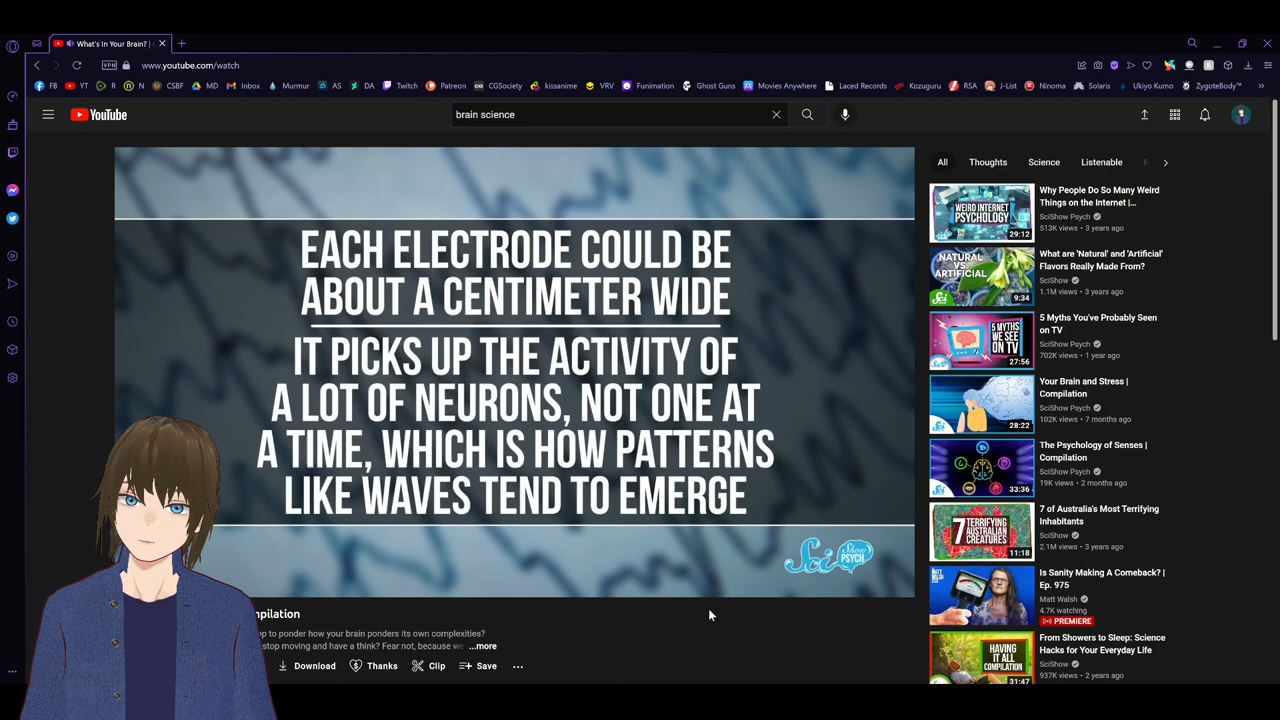 What's In Your Brain? |
VPN
www.youtube.com/watch
FB
YT
R
N
CSBF
MD
Inbox
Murmur
AS
DA
Twitch
Patreon
CGSociety
kissanime
VRV
Funimation
Ghost Guns
Movies Anywhere
Laced Records
Kozuguru
RSA
J-List
Ninoma
Solaris
Ukiyo Kumo
ZygoteBody™
YouTube
brain science
EACH ELECTRODE COULD BE
ABOUT A CENTIMETER WIDE
IT PICKS UP THE ACTIVITY OF
A LOT OF NEURONS, NOT ONE AT
A TIME, WHICH IS HOW PATTERNS
LIKE WAVES TEND TO EMERGE
Sci Show
PSYCH
mpilation
op to ponder how your brain ponders its own complexities?
stop moving and have a think? Fear not, because we ...more
Download
Thanks
Clip
Save
All
Thoughts
Science
Listenable
WEIRD INTERNET
PSYCHOLOGY
29:12
Why People Do So Many Weird
Things on the Internet |...
SciShow Psych
513K views • 3 years ago
NATURAL
VS.
ARTIFICIAL
9:34
What are 'Natural' and 'Artificial'
Flavors Really Made From?
SciShow
1.1M views • 3 years ago
5 MYTHS
WE SEE
ON TV
27:56
5 Myths You've Probably Seen
on TV
SciShow Psych
702K views • 1 year ago
28:22
Your Brain and Stress |
Compilation
SciShow Psych
102K views • 7 months ago
33:36
The Psychology of Senses |
Compilation
SciShow Psych
19K views • 2 months ago
7 TERRIFYING
AUSTRALIAN
CREATURES
11:18
7 of Australia's Most Terrifying
Inhabitants
SciShow
2.1M views • 3 years ago
MATT
WALSH
Is Sanity Making A Comeback? |
Ep. 975
Matt Walsh
4.7K watching
PREMIERE
HAVING
IT ALL
COMPILATION
31:47
From Showers to Sleep: Science
Hacks for Your Everyday Life
SciShow
937K views • 2 years ago